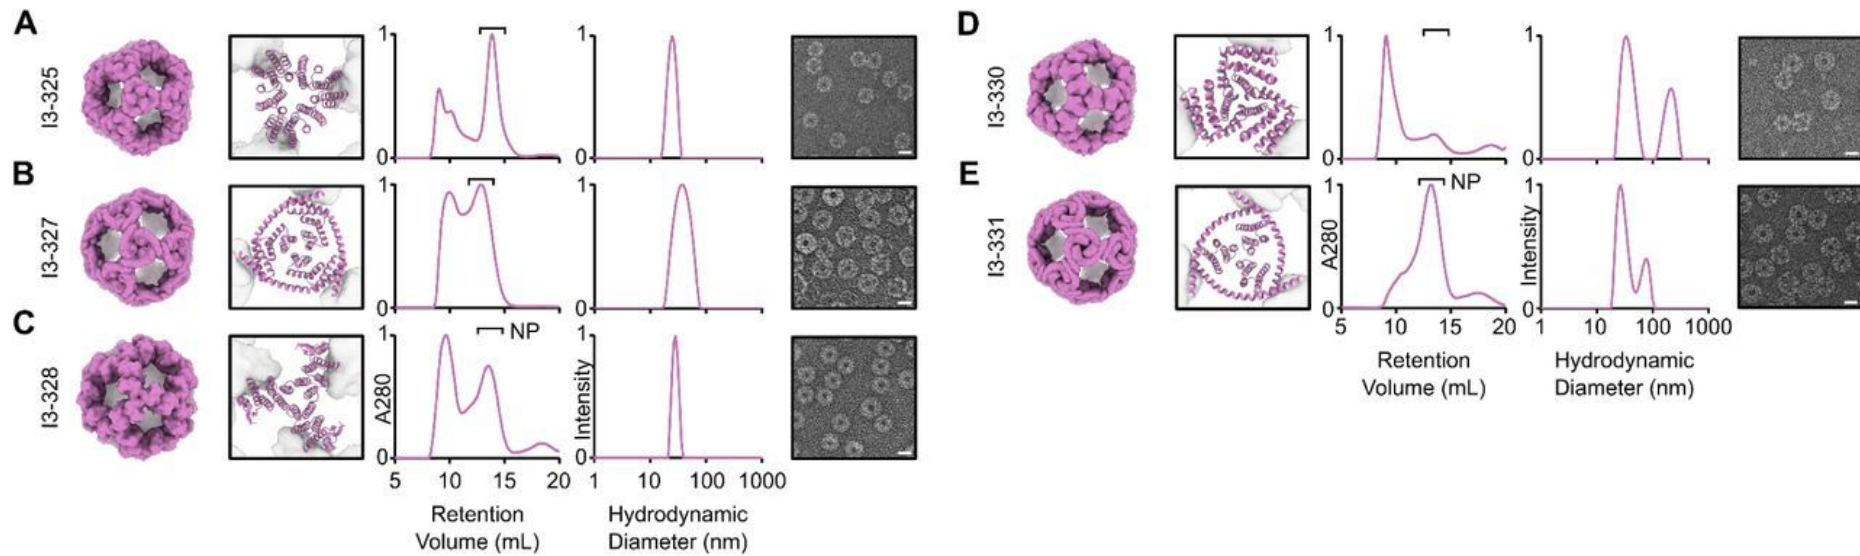 A
I3-325
1
0
1
0
B
I3-327
1
0
1
0
C
I3-328
NP
A280
1
0
5
10
15
20
Retention
Volume (mL)
Intensity
1
0
1
10
100
1000
Hydrodynamic
Diameter (nm)
D
I3-330
1
0
1
0
E
I3-331
NP
A280
1
0
5
10
15
20
Retention
Volume (mL)
Intensity
1
0
1
10
100
1000
Hydrodynamic
Diameter (nm)